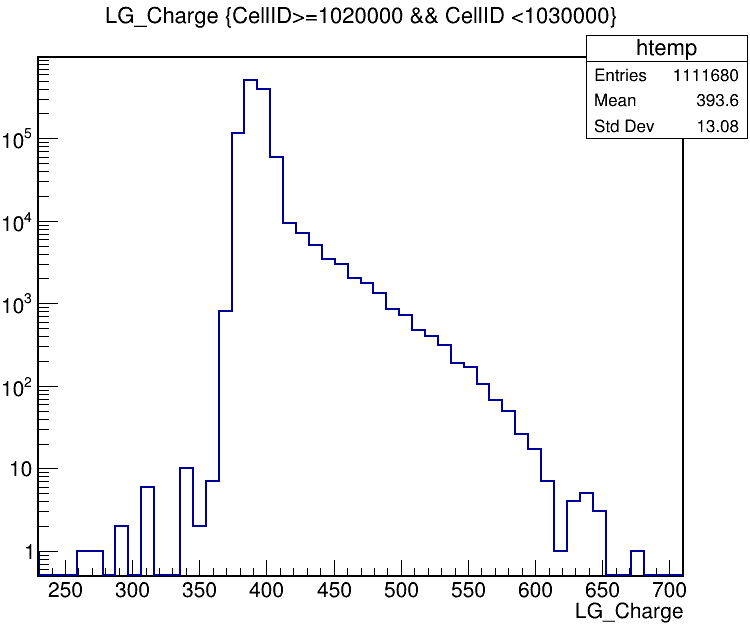 LG_Charge {CellID>=1020000 && CellID <1030000}
htemp
Entries 1111680
Mean 393.6
Std Dev 13.08
10^5
10^4
10^3
10^2
10
1
250 300 350 400 450 500 550 600 650 700
LG_Charge